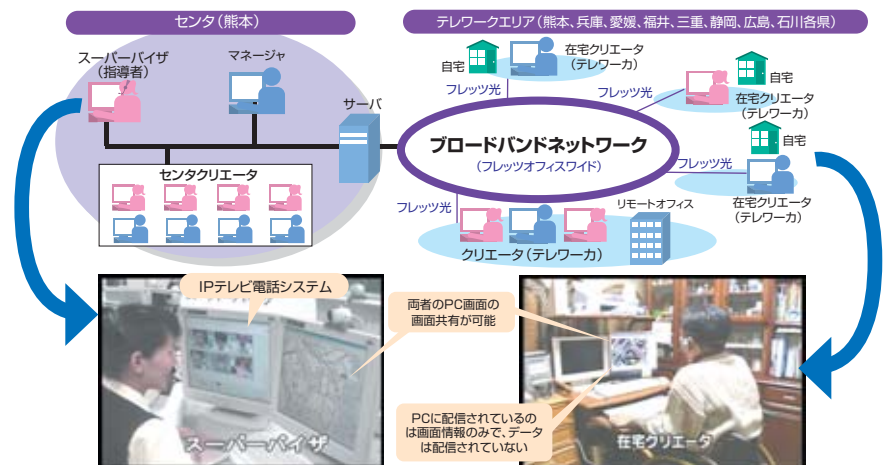 センタ（熊本）
テレワークエリア（熊本、兵庫、愛媛、福井、三重、静岡、広島、石川各県）
スーパーバイザ
（指導者）
マネージャ
サーバ
センタクリエータ
自宅
在宅クリエータ
（テレワーカ）
フレッツ光
自宅
在宅クリエータ
（テレワーカ）
フレッツ光
自宅
在宅クリエータ
（テレワーカ）
フレッツ光
ブロードバンドネットワーク
（フレッツオフィスワイド）
フレッツ光
リモートオフィス
クリエータ（テレワーカ）
IPテレビ電話システム
両者のPC画面の
画面共有が可能
PCに配信されているの
は画面情報のみで、データ
は配信されていない
スーパーバイザ
在宅クリエータ